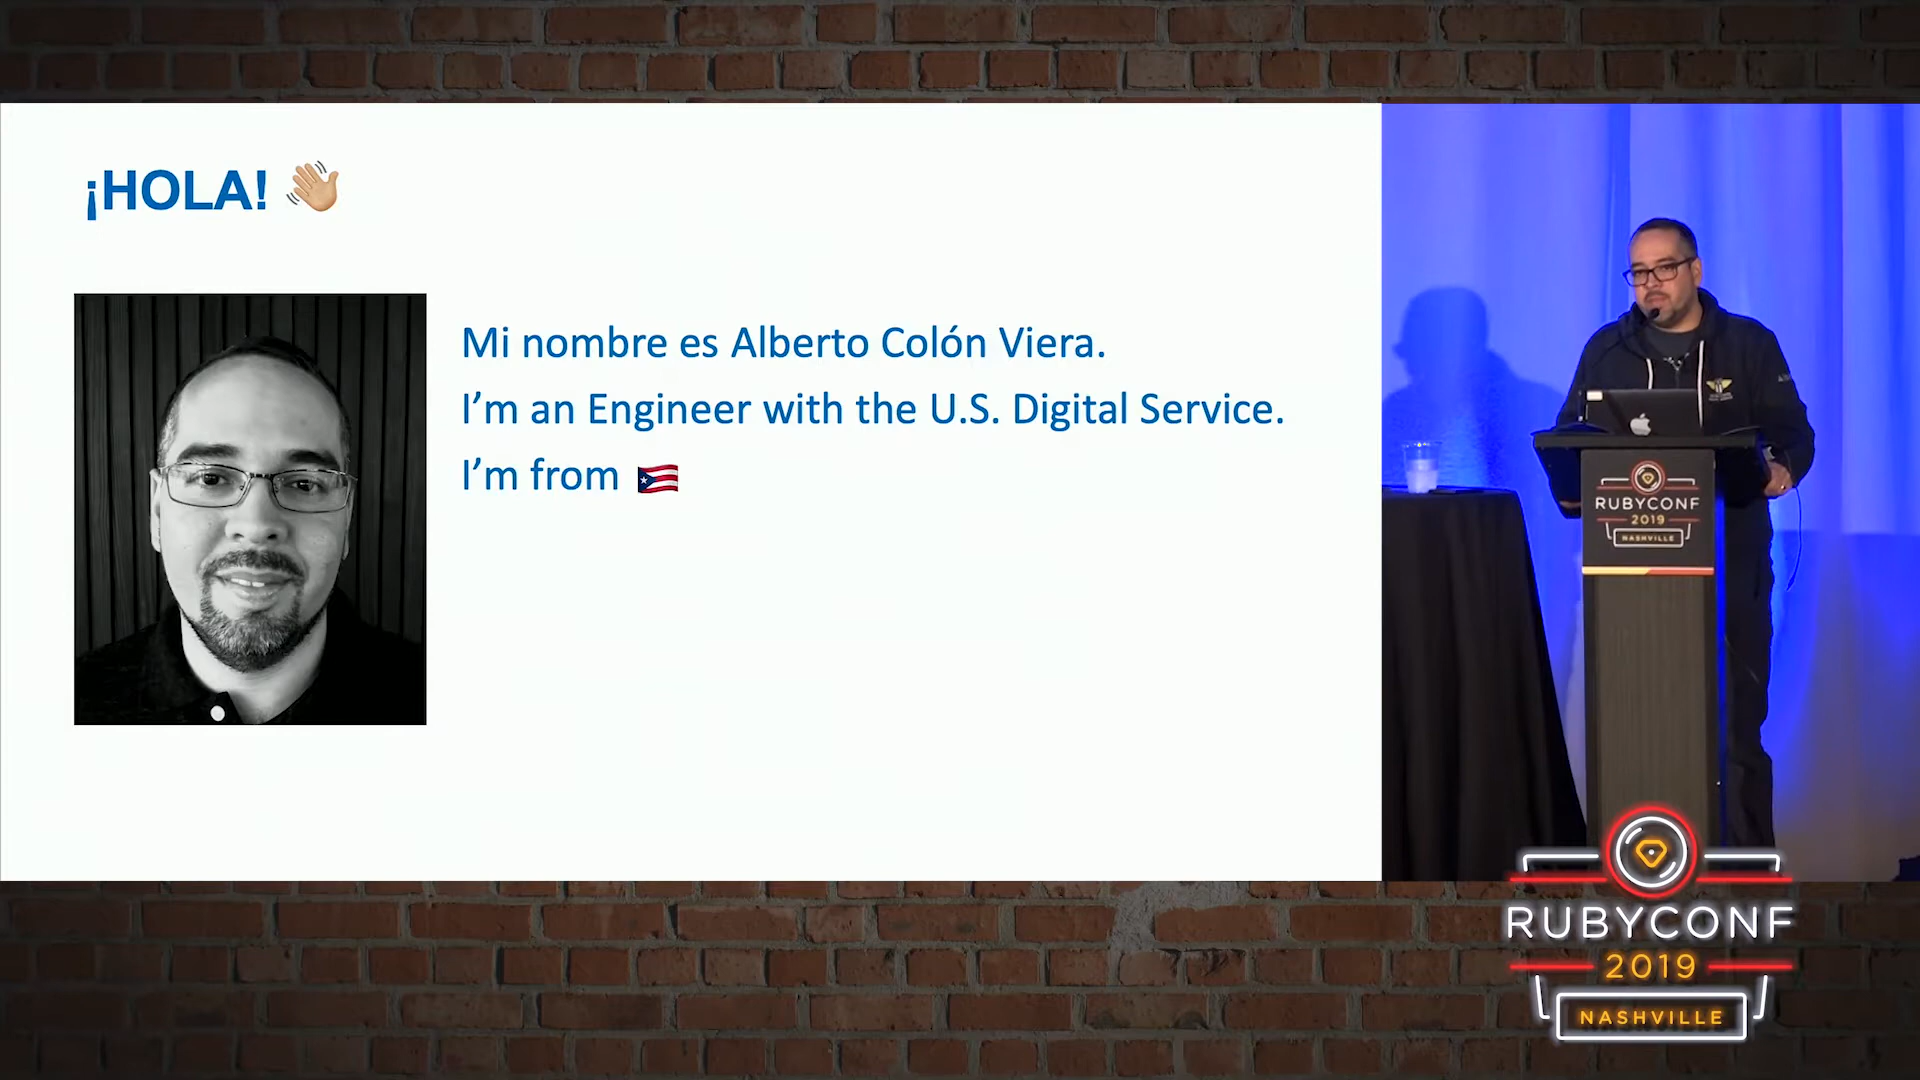 ¡HOLA! 👋🏼
Mi nombre es Alberto Colón Viera.
I’m an Engineer with the U.S. Digital Service.
I’m from 🇵🇷
RUBYCONF
2019
NASHVILLE
RUBYCONF
2019
NASHVILLE